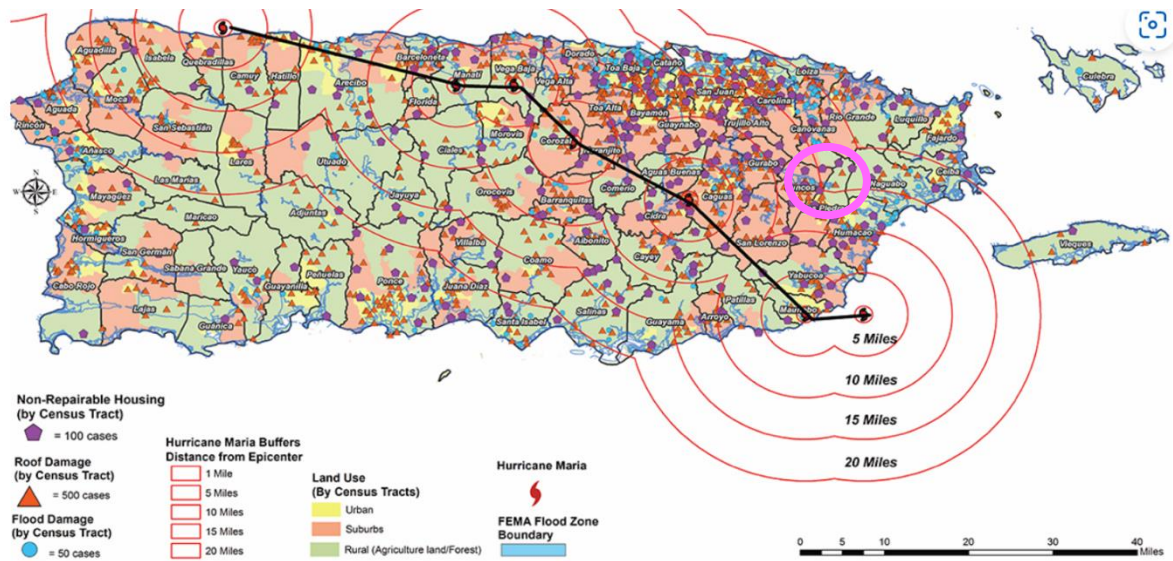 Aguadilla
Isabela
Quebradillas
Camuy
Hatillo
Arecibo
Barceloneta
Manatí
Vega Baja
Vega Alta
Dorado
Toa Baja
Cataño
San Juan
Carolina
Loíza
Río Grande
Luquillo
Fajardo
Culebra
Aguada
Moca
Rincón
San Sebastián
Florida
Morovis
Toa Alta
Bayamón
Guaynabo
Trujillo Alto
Canóvanas
Ceiba
Añasco
Lares
Utuado
Ciales
Corozal
Aguas Buenas
Gurabo
Naguabo
Las Marías
Mayagüez
Maricao
Adjuntas
Jayuya
Orocovis
Barranquitas
Comerío
Cidra
Caguas
Humacao
Hormigueros
San Germán
Sabana Grande
Yauco
Peñuelas
Guayanilla
Ponce
Villalba
Juana Díaz
Coamo
Aibonito
Cayey
San Lorenzo
Yabucoa
Vieques
Cabo Rojo
Lajas
Guánica
Santa Isabel
Salinas
Guayama
Arroyo
Patillas
N
W
E
S
5 Miles
10 Miles
15 Miles
20 Miles
Non-Repairable Housing
(by Census Tract)
= 100 cases
Roof Damage
(by Census Tract)
= 500 cases
Flood Damage
(by Census Tract)
= 50 cases
Hurricane Maria Buffers
Distance from Epicenter
1 Mile
5 Miles
10 Miles
15 Miles
20 Miles
Land Use
(By Census Tracts)
Urban
Suburbs
Rural (Agriculture land/Forest)
Hurricane Maria
FEMA Flood Zone
Boundary
0 5 10 20 30 40
Miles